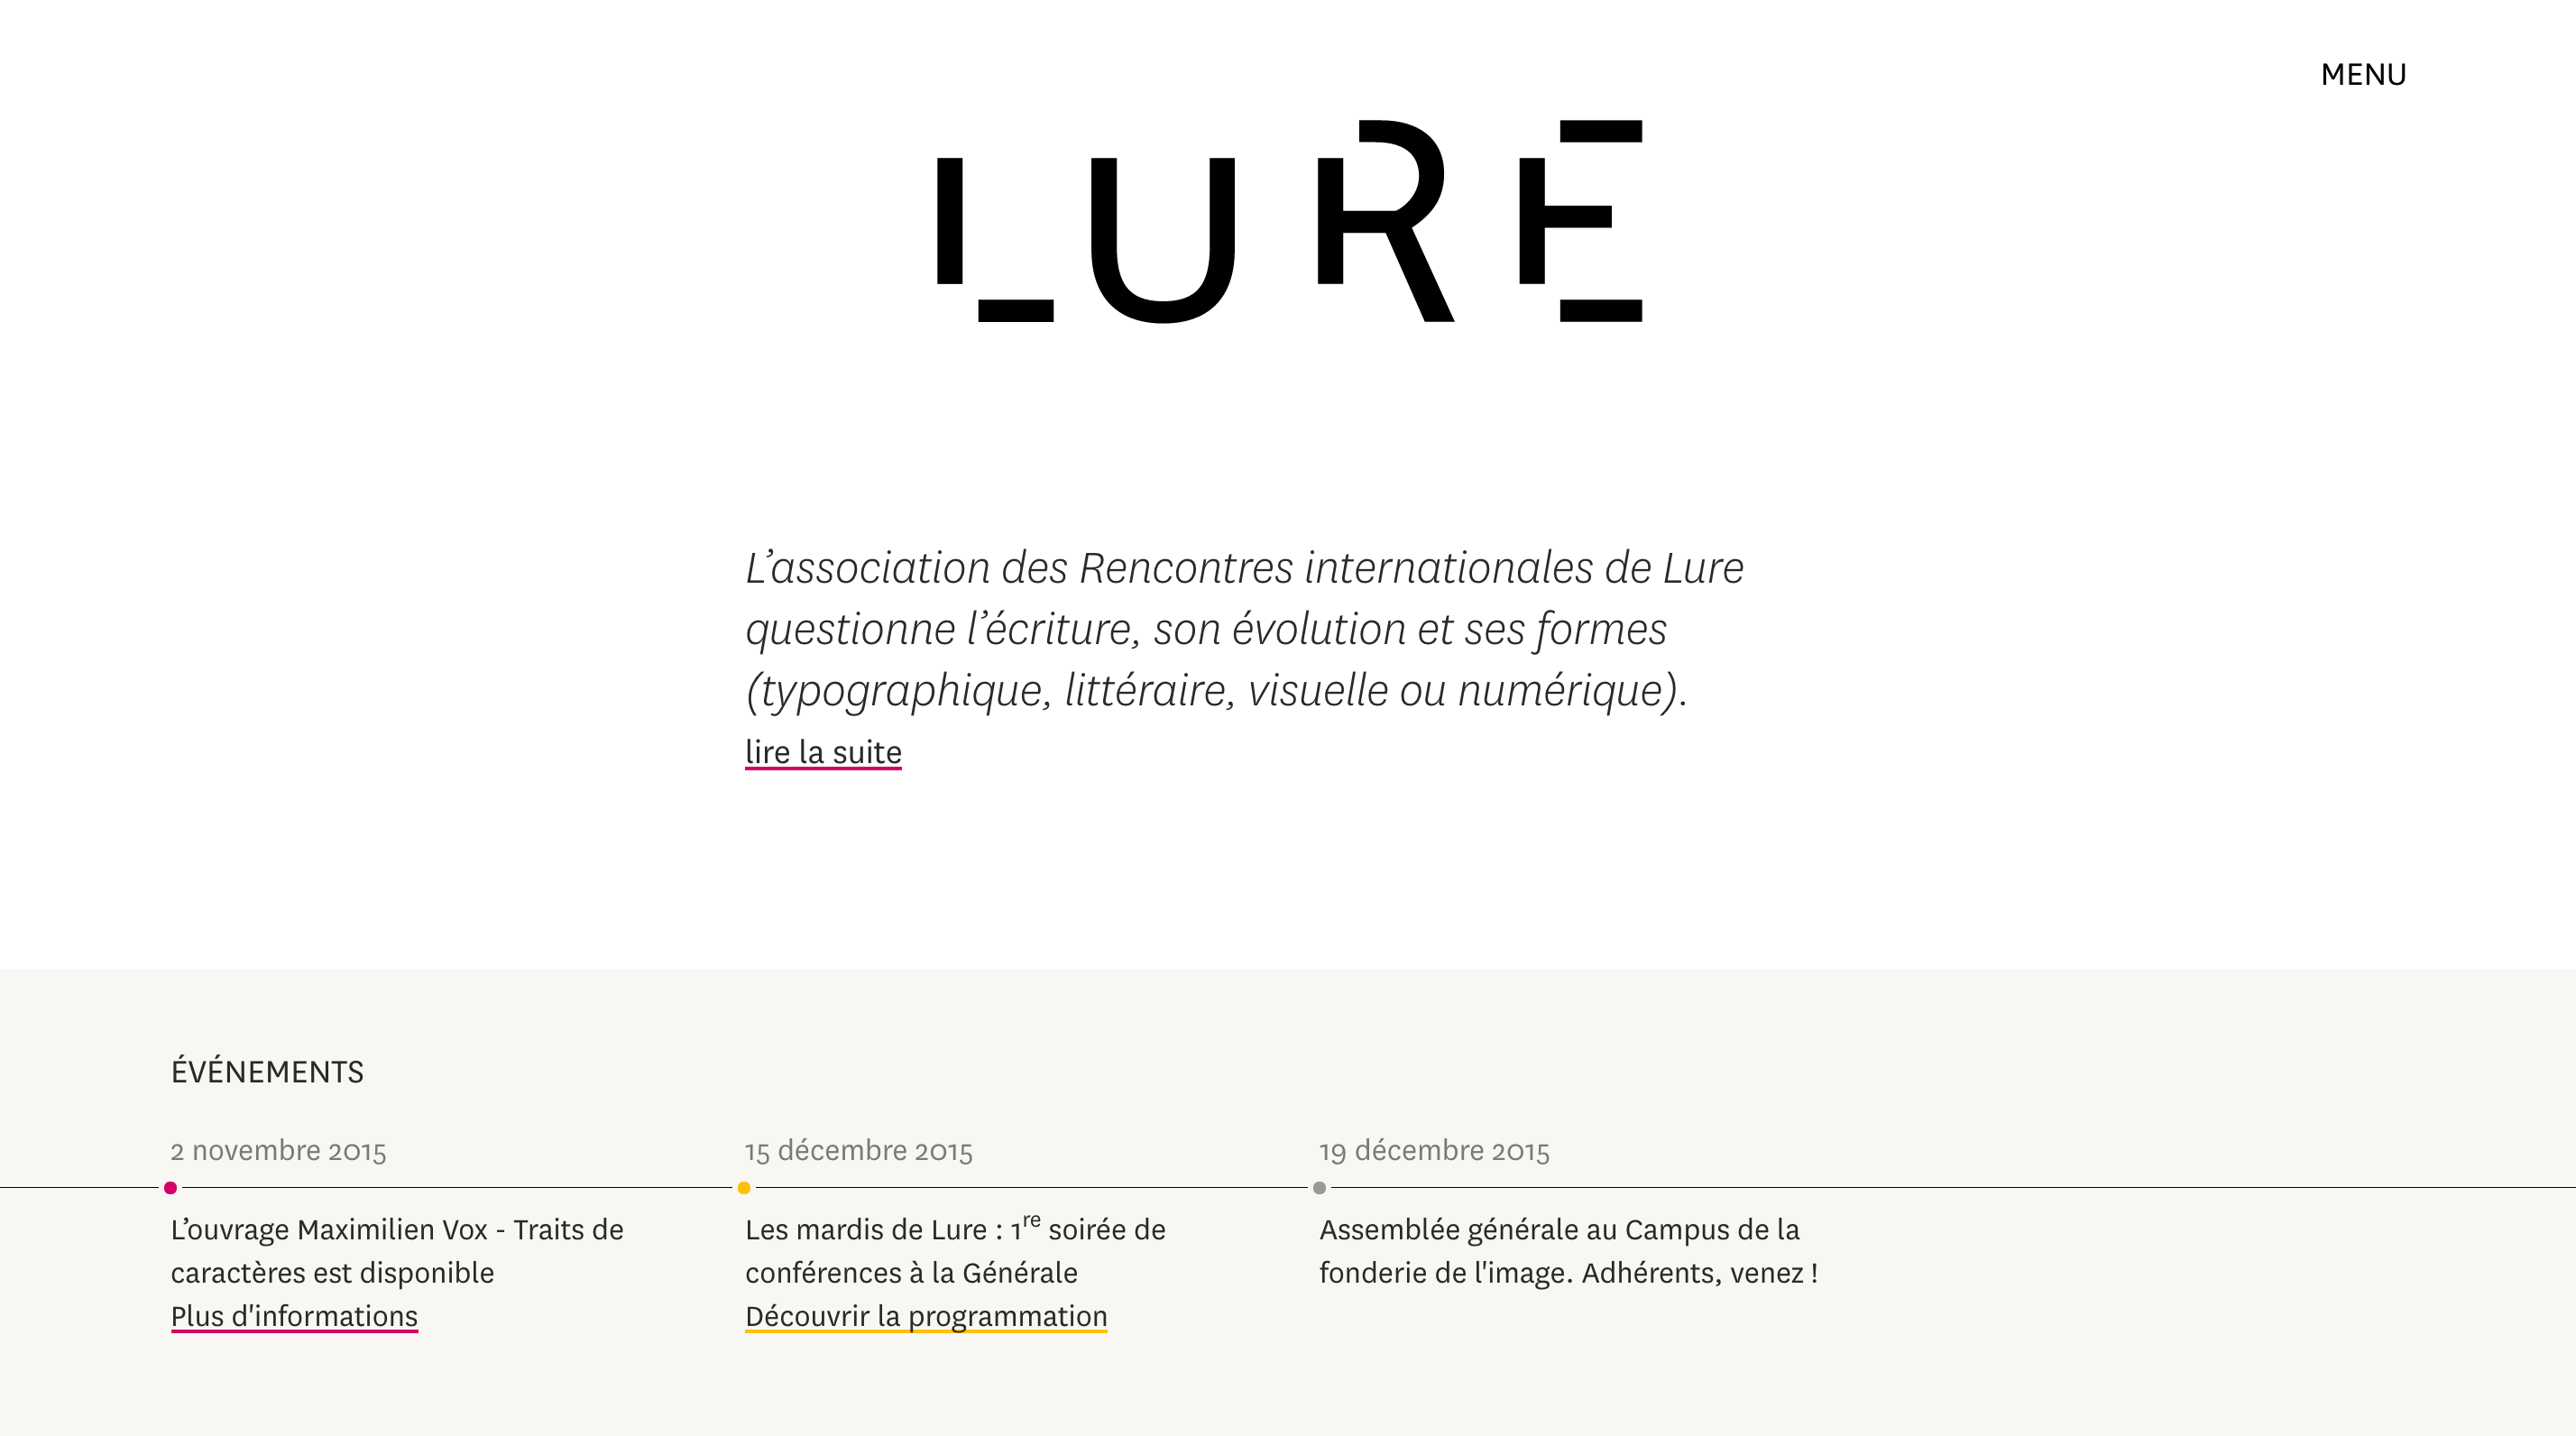 MENU
LURE
L’association des Rencontres internationales de Lure
questionne l’écriture, son évolution et ses formes
(typographique, littéraire, visuelle ou numérique).
lire la suite
ÉVÉNEMENTS
2 novembre 2015
L’ouvrage Maximilien Vox - Traits de
caractères est disponible
Plus d'informations
15 décembre 2015
Les mardis de Lure : 1re soirée de
conférences à la Générale
Découvrir la programmation
19 décembre 2015
Assemblée générale au Campus de la
fonderie de l'image. Adhérents, venez !